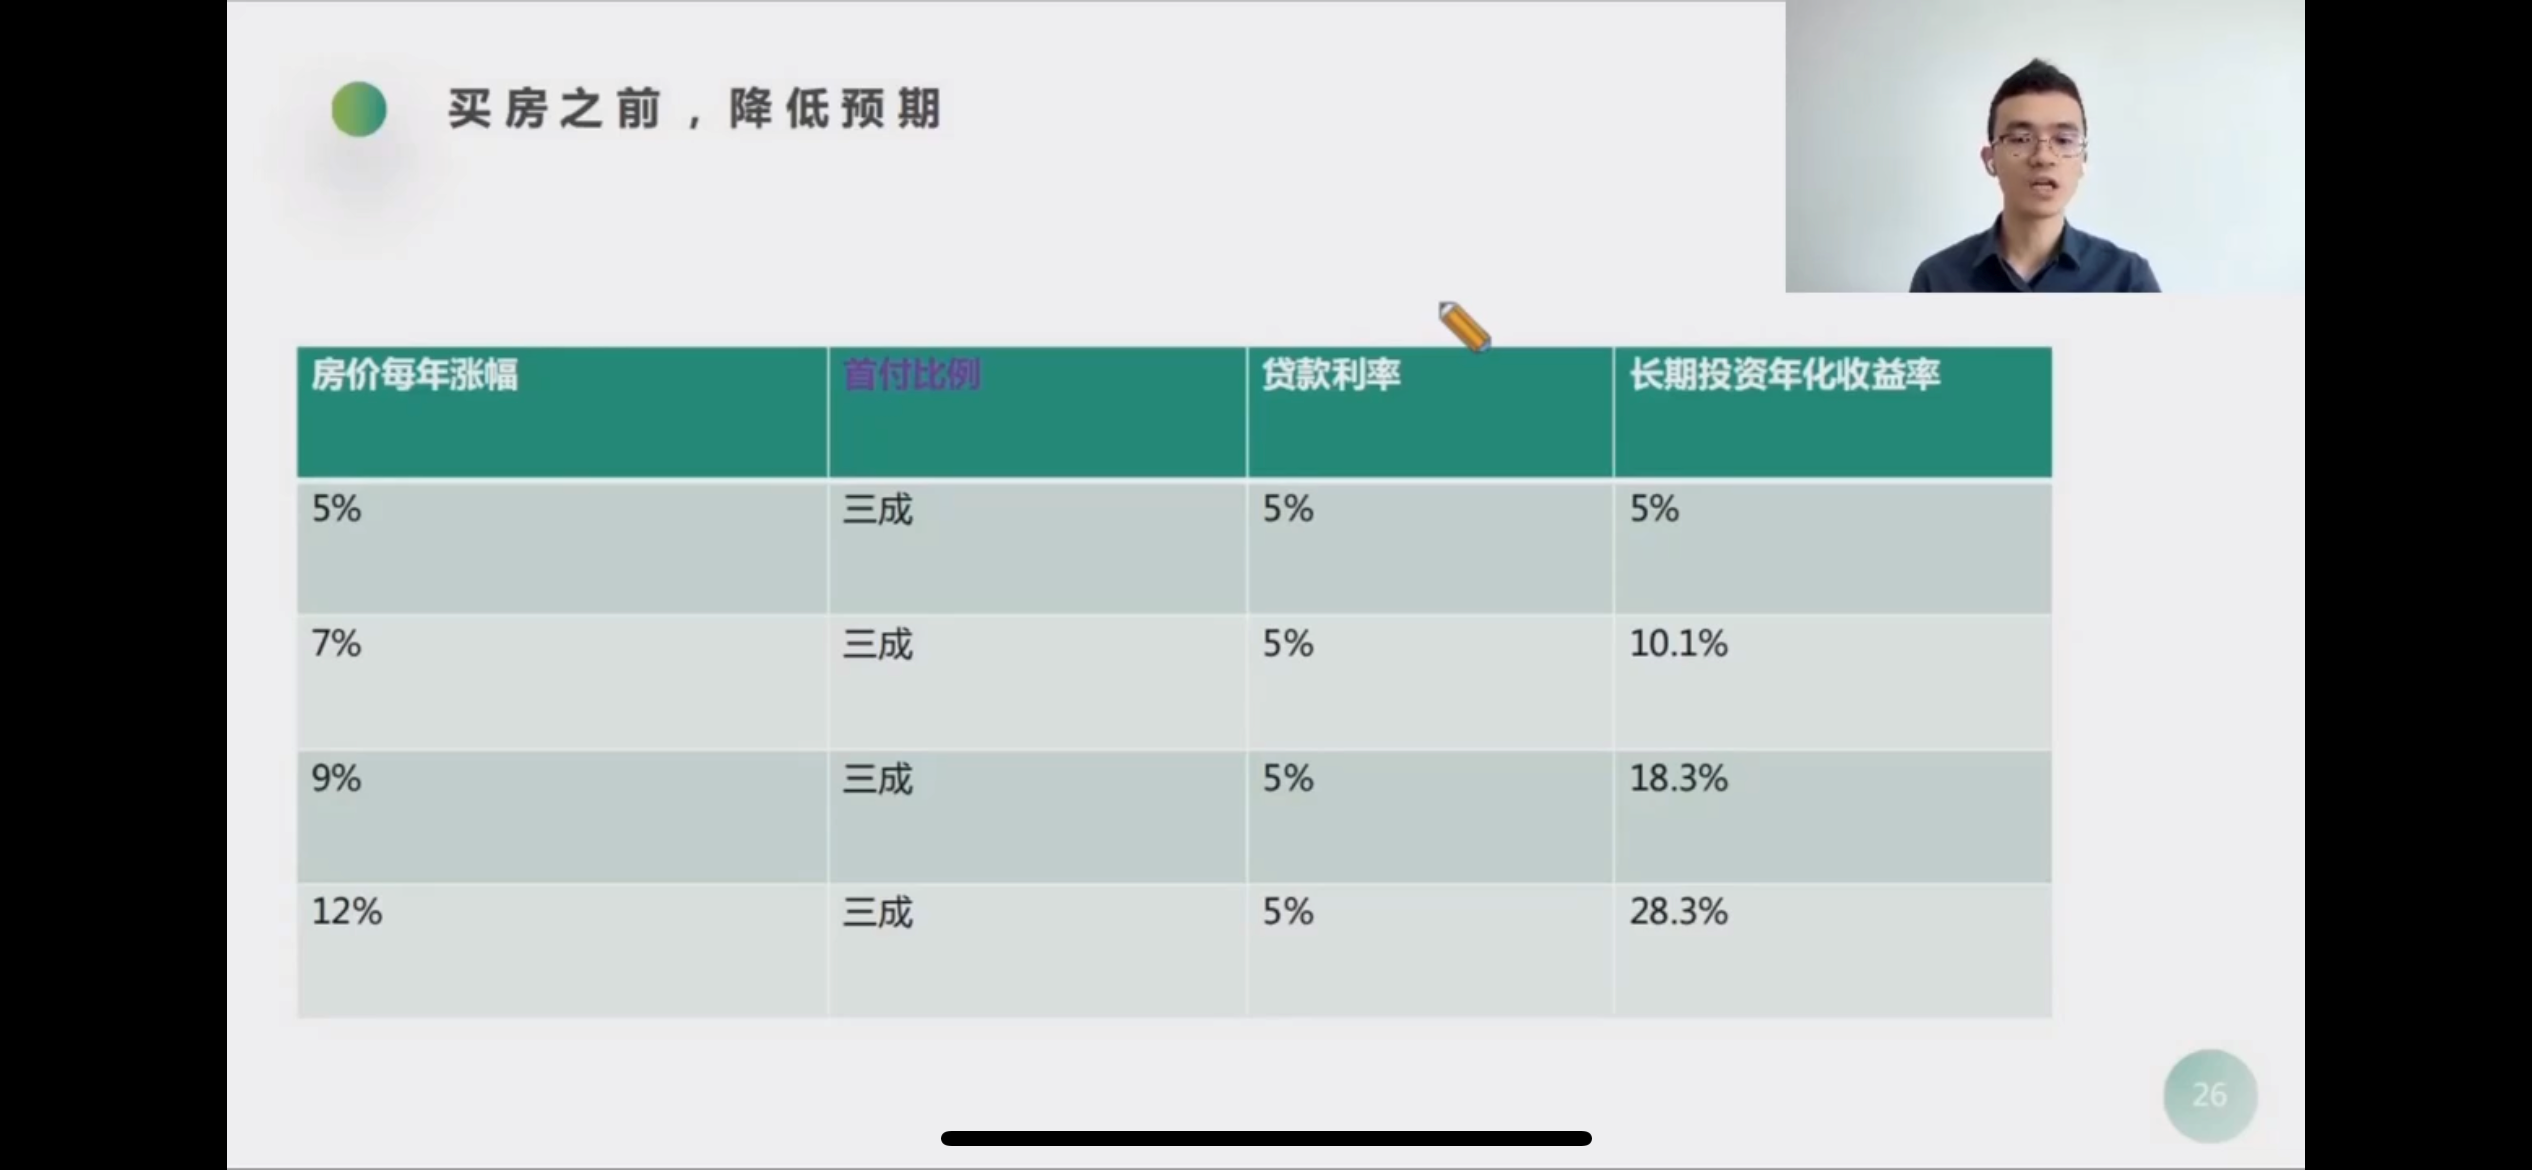 买房之前，降低预期
房价每年涨幅 首付比例 贷款利率 长期投资年化收益率
5% 三成 5% 5%
7% 三成 5% 10.1%
9% 三成 5% 18.3%
12% 三成 5% 28.3%
26